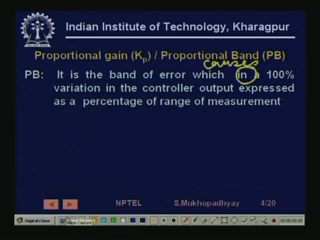 Indian Institute of Technology, Kharagpur
Proportional gain (Kp) / Proportional Band (PB)
causes
PB: It is the band of error which in a 100%
variation in the controller output expressed
as a percentage of range of measurement
NPTEL S.Mukhopadhyay 4/20